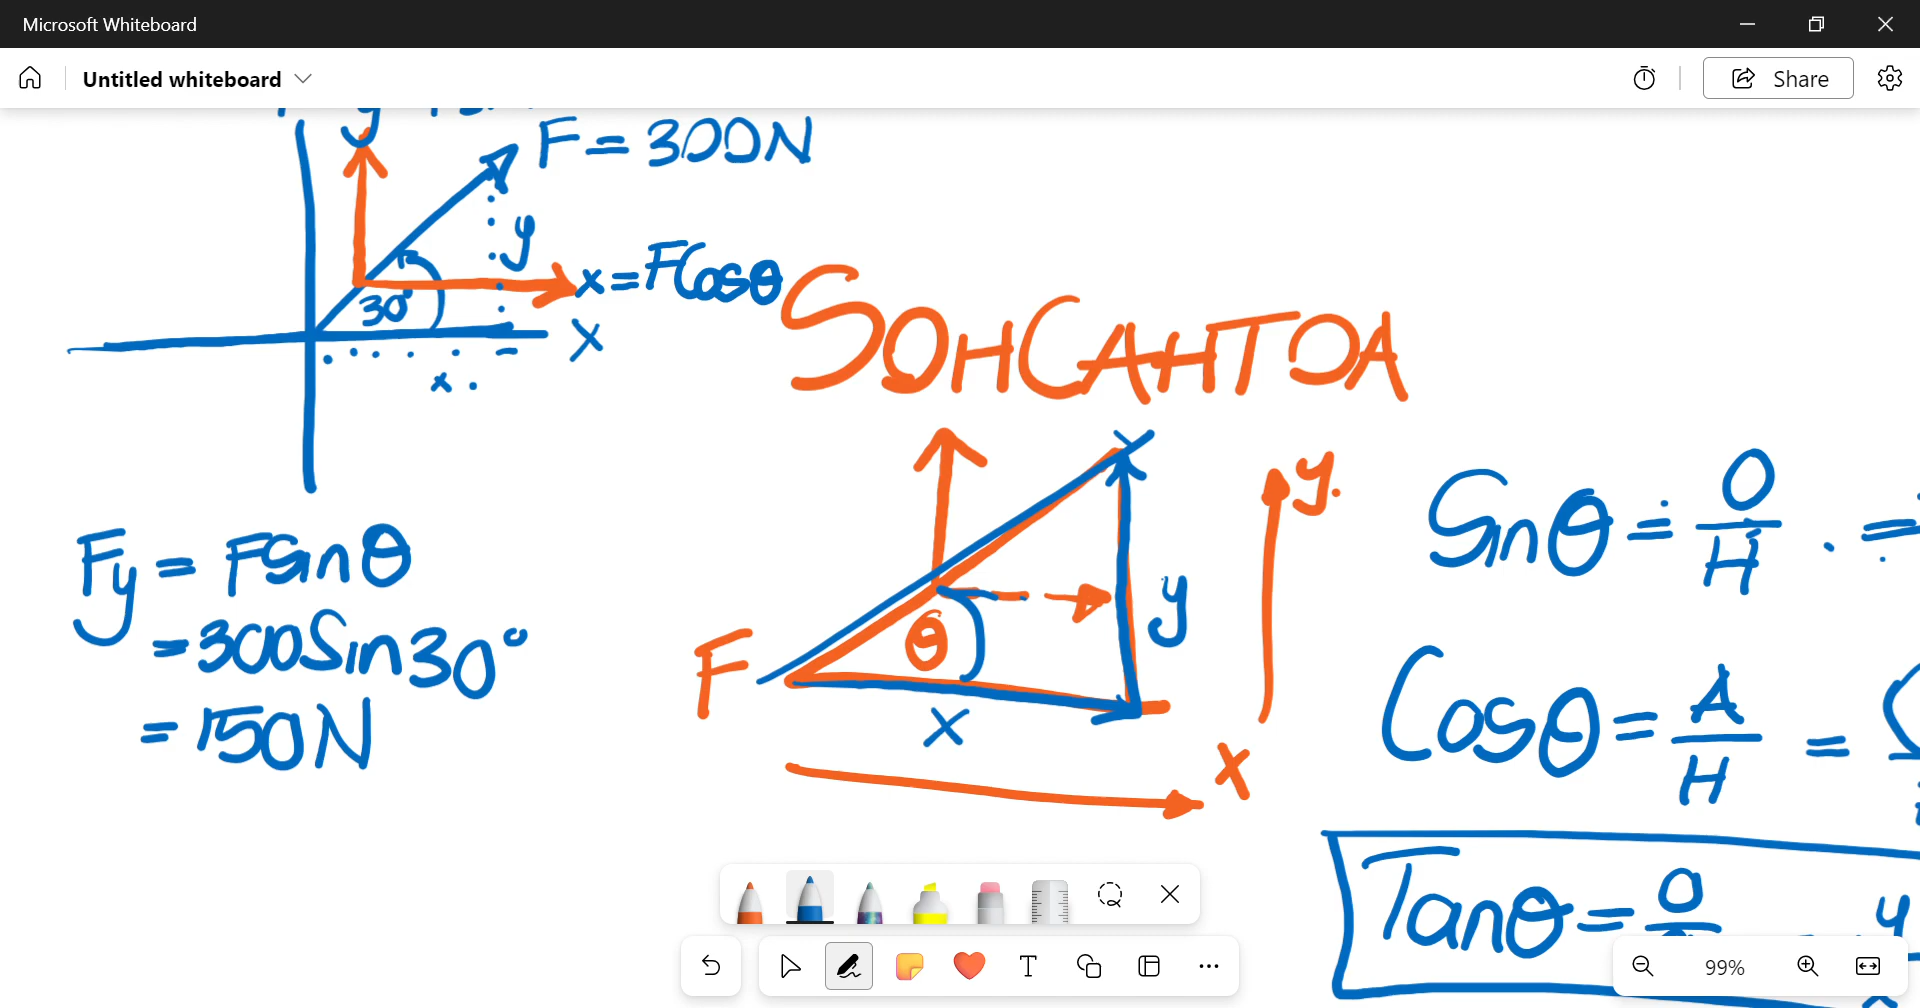 Microsoft Whiteboard
Untitled whiteboard
Share
y
F = 300N
y
x = FCosθ
30°
X
x.
SOHCAHTOA
Fy = FSinθ
= 300Sin30°
= 150N
F
θ
y
x
y.
x
Sinθ = O/H . =
Cosθ = A/H =
Tanθ = O
y
T
99%